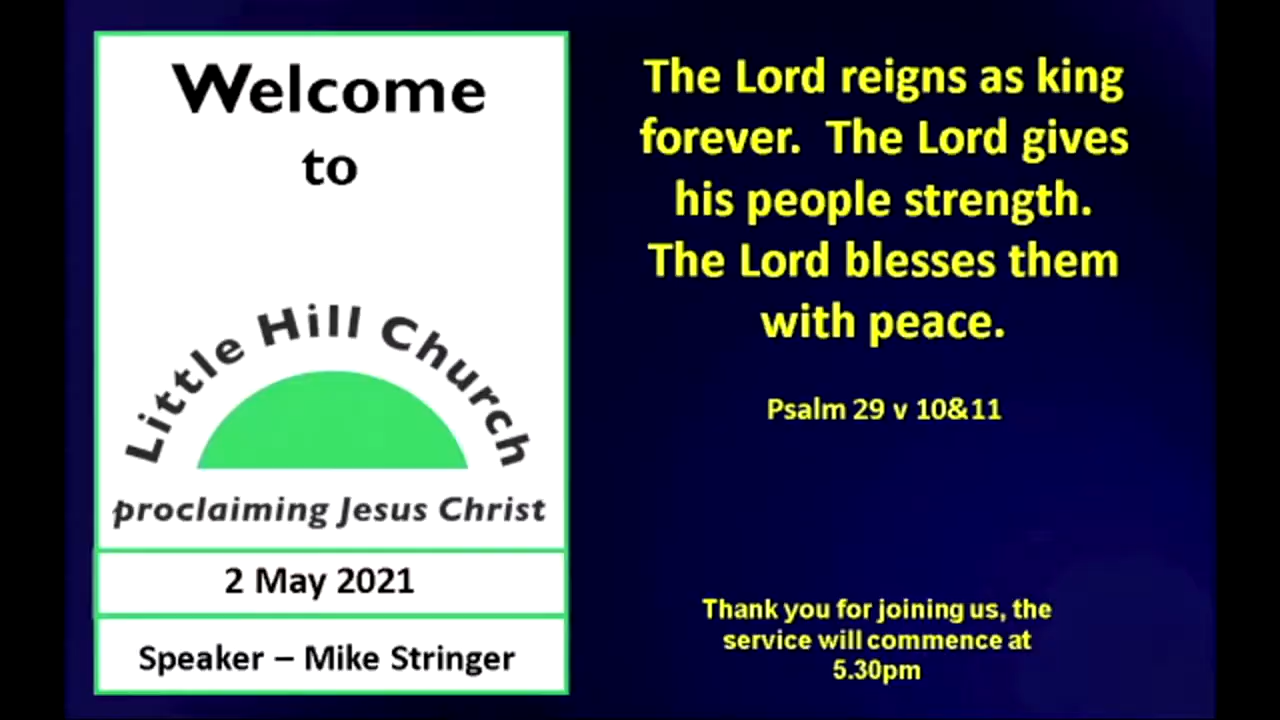 Welcome
to
Little Hill Church
proclaiming Jesus Christ
2 May 2021
Speaker – Mike Stringer
The Lord reigns as king
forever. The Lord gives
his people strength.
The Lord blesses them
with peace.
Psalm 29 v 10&11
Thank you for joining us, the
service will commence at
5.30pm